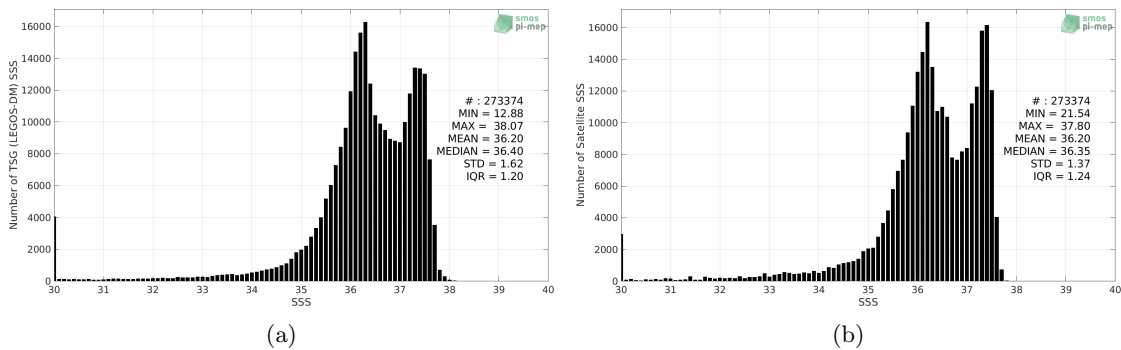 smos
pi-mep
Number of TSG (LEGOS-DM) SSS
16000
14000
12000
10000
8000
6000
4000
2000
0
# : 273374
MIN = 12.88
MAX = 38.07
MEAN = 36.20
MEDIAN = 36.40
STD = 1.62
IQR = 1.20
30 31 32 33 34 35 36 37 38 39 40
SSS
(a)
smos
pi-mep
Number of Satellite SSS
16000
14000
12000
10000
8000
6000
4000
2000
0
# : 273374
MIN = 21.54
MAX = 37.80
MEAN = 36.20
MEDIAN = 36.35
STD = 1.37
IQR = 1.24
30 31 32 33 34 35 36 37 38 39 40
SSS
(b)